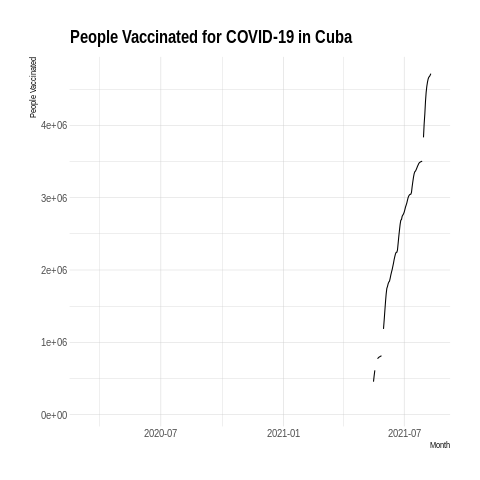 People Vaccinated for COVID-19 in Cuba
People Vaccinated
4e+06
3e+06
2e+06
1e+06
0e+00
2020-07 2021-01 2021-07
Month